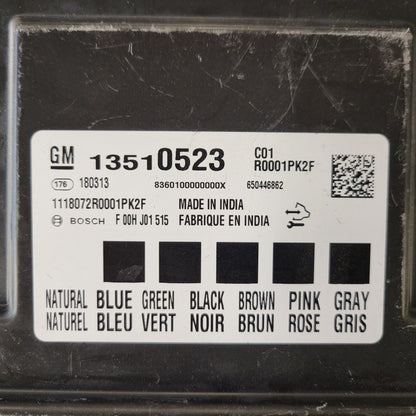 GM 13510523 C01
R0001PK2F
176 180313 8360100000000X 650446862
1118072R0001PK2F MADE IN INDIA
BOSCH F 00H J01 515 FABRIQUE EN INDIA
NATURAL BLUE GREEN BLACK BROWN PINK GRAY
NATUREL BLEU VERT NOIR BRUN ROSE GRIS